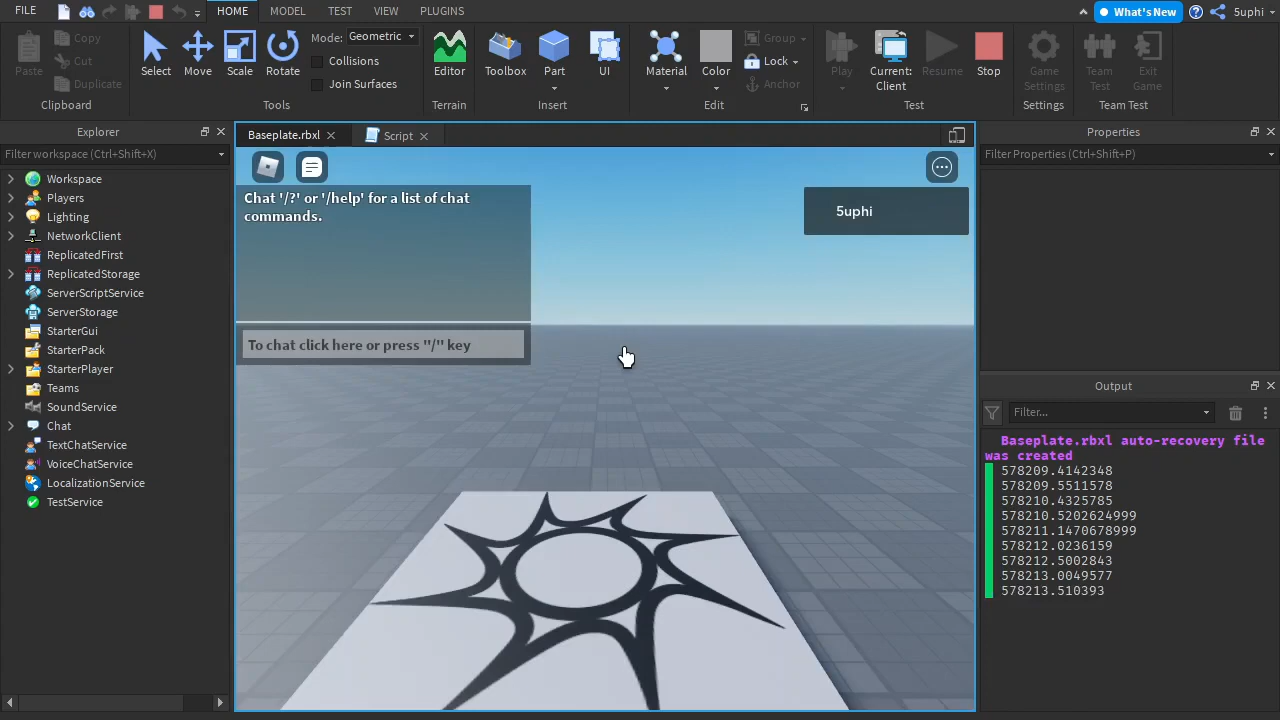 FILE
HOME
MODEL
TEST
VIEW
PLUGINS
What's New
5uphi
Paste
Copy
Cut
Duplicate
Clipboard
Select
Move
Scale
Rotate
Mode:
Geometric
Collisions
Join Surfaces
Tools
Editor
Terrain
Toolbox
Part
UI
Insert
Material
Color
Group
Lock
Anchor
Edit
Play
Current:
Client
Resume
Stop
Test
Game
Settings
Settings
Team
Test
Exit
Game
Team Test
Explorer
Filter workspace (Ctrl+Shift+X)
Workspace
Players
Lighting
NetworkClient
ReplicatedFirst
ReplicatedStorage
ServerScriptService
ServerStorage
StarterGui
StarterPack
StarterPlayer
Teams
SoundService
Chat
TextChatService
VoiceChatService
LocalizationService
TestService
Baseplate.rbxl
Script
Chat '/?' or '/help' for a list of chat
commands.
To chat click here or press "/" key
5uphi
Properties
Filter Properties (Ctrl+Shift+P)
Output
Filter...
Baseplate.rbxl auto-recovery file
was created
578209.4142348
578209.5511578
578210.4325785
578210.5202624999
578211.1470678999
578212.0236159
578212.5002843
578213.0049577
578213.510393